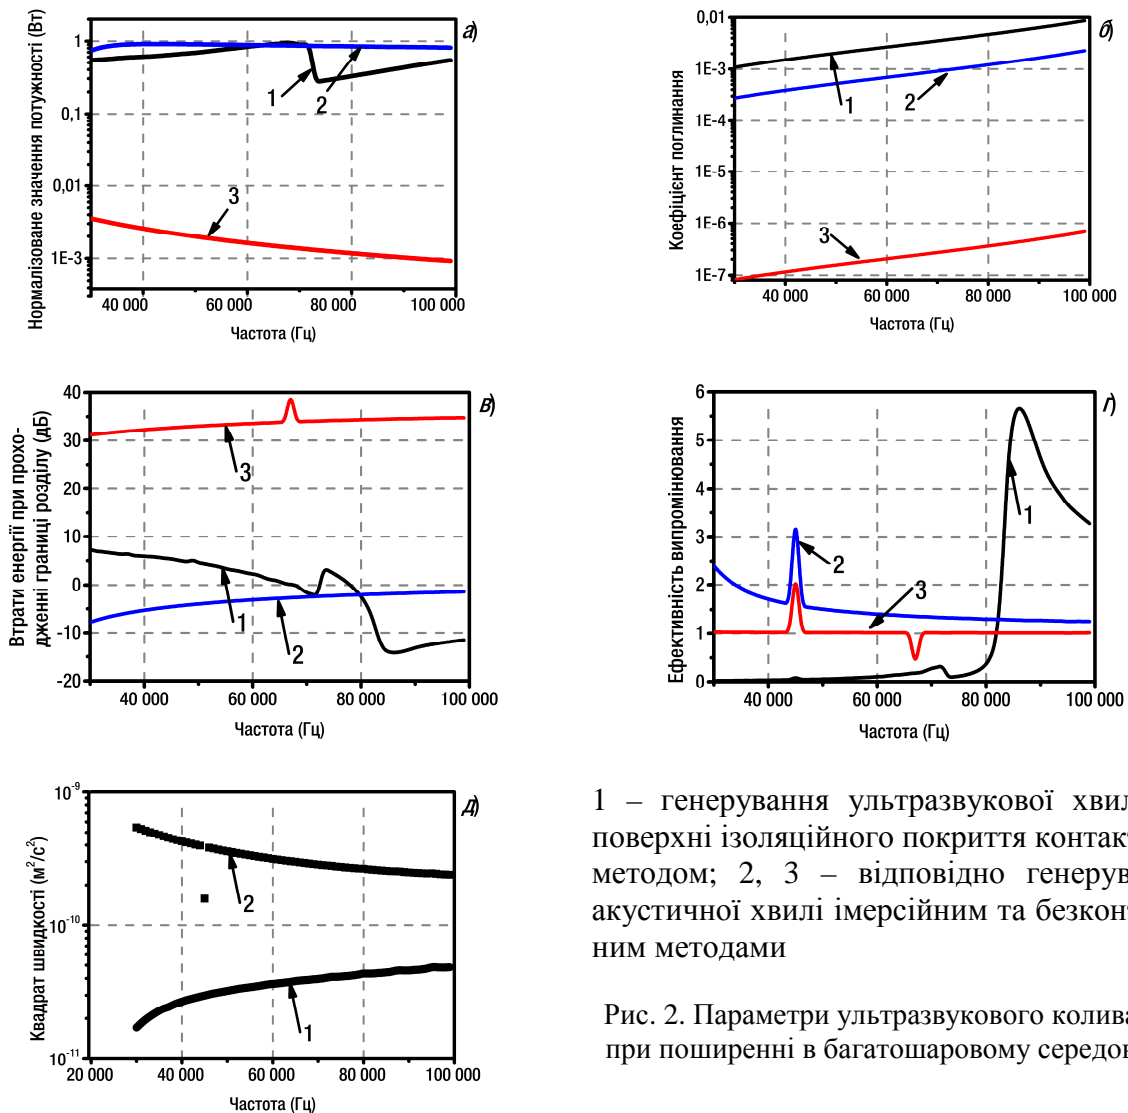 а)
Нормалізоване значення потужності (Вт)
1
0,1
0,01
1E-3
1
2
3
40 000
60 000
80 000
100 000
Частота (Гц)
б)
Коефіцієнт поглинання
0,01
1E-3
1E-4
1E-5
1E-6
1E-7
1
2
3
40 000
60 000
80 000
100 000
Частота (Гц)
в)
Втрати енергії при прохо-
дженні границі розділу (дБ)
40
30
20
10
0
-10
-20
3
1
2
40 000
60 000
80 000
100 000
Частота (Гц)
г)
Ефективність випромінювання
6
5
4
3
2
1
0
1
2
3
40 000
60 000
80 000
100 000
Частота (Гц)
д)
Квадрат швидкості (м²/с²)
10⁻⁹
10⁻¹⁰
10⁻¹¹
2
1
20 000
40 000
60 000
80 000
100 000
Частота (Гц)
1 – генерування ультразвукової хвил
поверхні ізоляційного покриття контакт
методом; 2, 3 – відповідно генерув
акустичної хвилі імерсійним та безконт
ним методами
Рис. 2. Параметри ультразвукового колива
при поширенні в багатошаровому середов